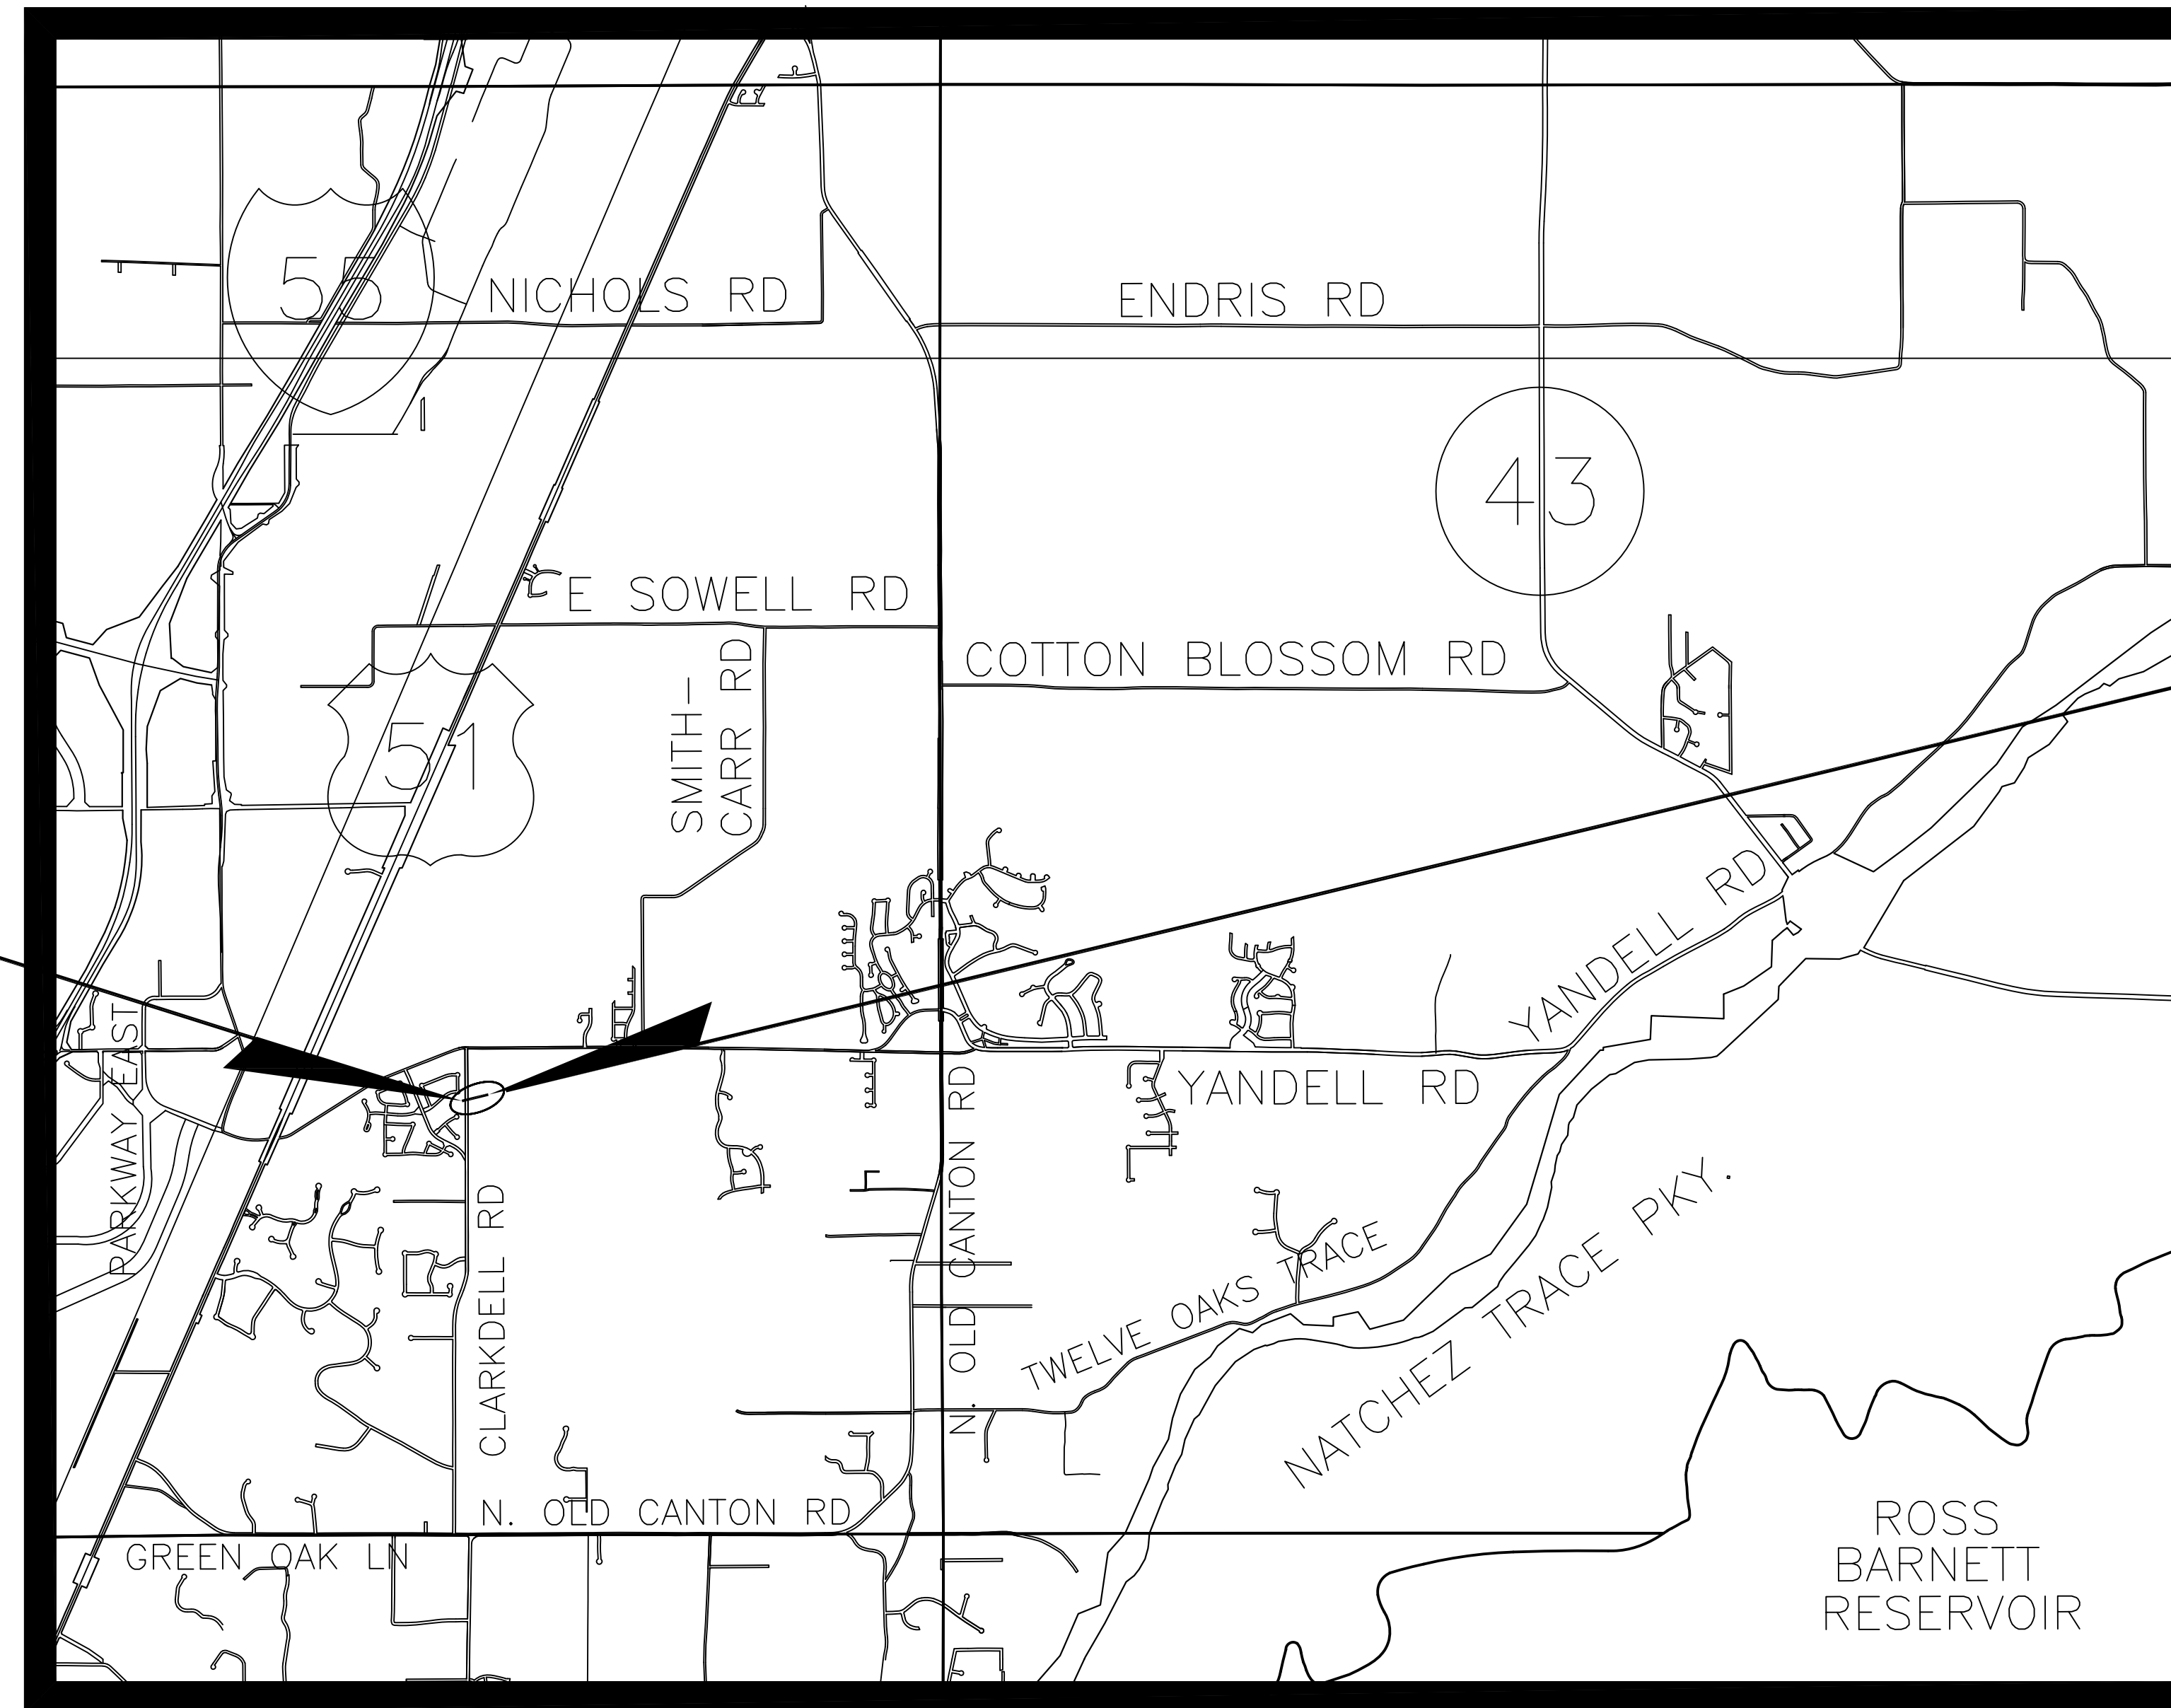 55
NICHOLS RD
ENDRIS RD
43
E SOWELL RD
COTTON BLOSSOM RD
SMITH-
CARR RD
51
YANDELL RD
YANDELL RD
PARKWAY EAST
CLARKDELL RD
N. OLD CANTON RD
TWELVE OAKS TRACE
NATCHEZ TRACE PKY.
N. OLD CANTON RD
GREEN OAK LN
ROSS
BARNETT
RESERVOIR